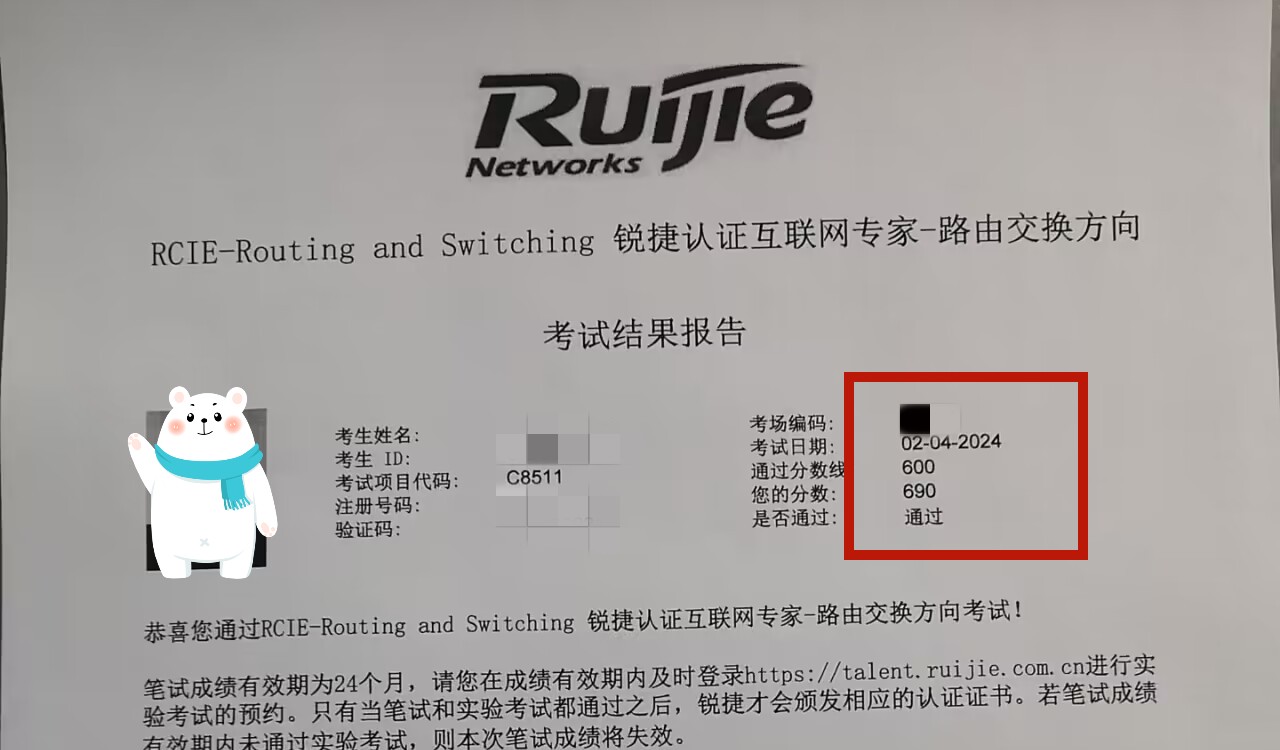 Ruijie
Networks
RCIE-Routing and Switching 锐捷认证互联网专家-路由交换方向
考试结果报告
考生姓名:
考生 ID:
考试项目代码: C8511
注册号码:
验证码:
考场编码:
考试日期: 02-04-2024
通过分数线 600
您的分数: 690
是否通过: 通过
恭喜您通过RCIE-Routing and Switching 锐捷认证互联网专家-路由交换方向考试!
笔试成绩有效期为24个月，请您在成绩有效期内及时登录https://talent.ruijie.com.cn进行实
验考试的预约。只有当笔试和实验考试都通过之后，锐捷才会颁发相应的认证证书。若笔试成绩
有效期内未通过实验考试，则本次笔试成绩将失效。